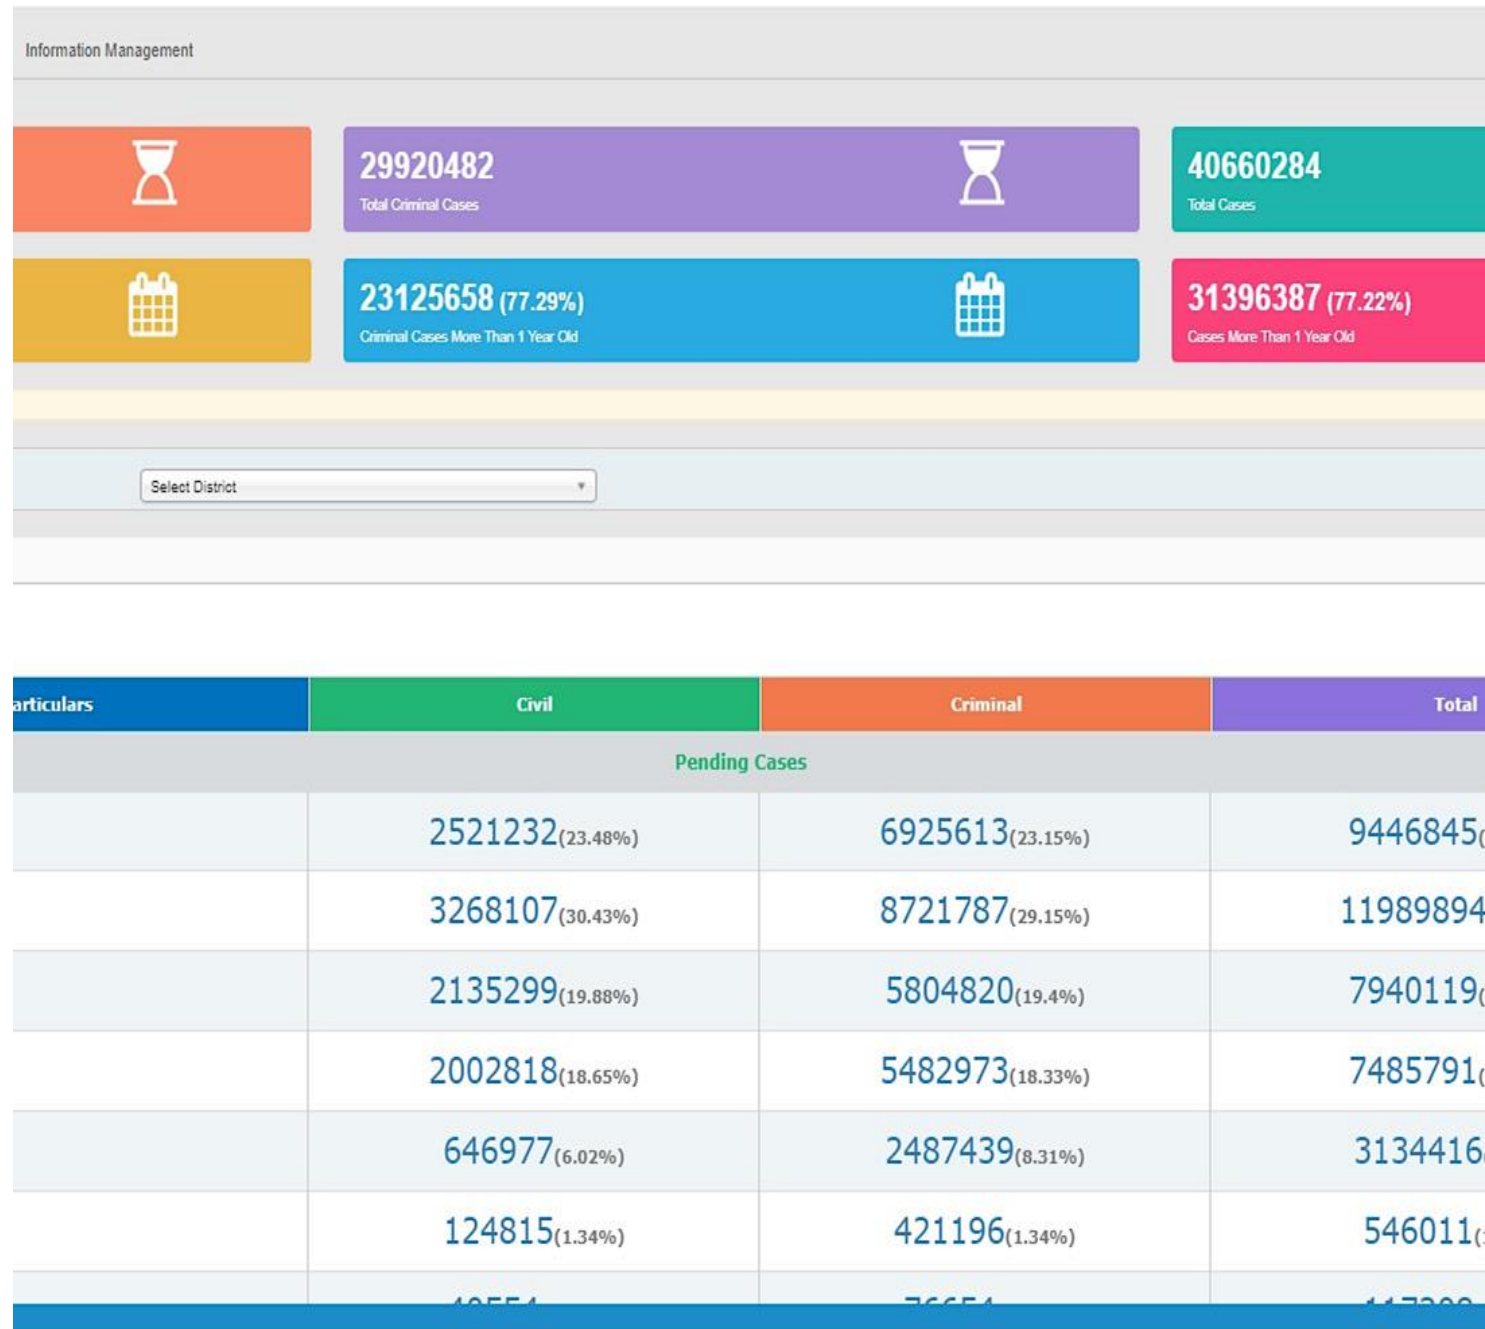 Information Management
29920482
Total Criminal Cases
40660284
Total Cases
23125658 (77.29%)
Criminal Cases More Than 1 Year Old
31396387 (77.22%)
Cases More Than 1 Year Old
Select District
articulars Civil Criminal Total
Pending Cases
2521232(23.48%) 6925613(23.15%) 9446845(
3268107(30.43%) 8721787(29.15%) 11989894
2135299(19.88%) 5804820(19.4%) 7940119(
2002818(18.65%) 5482973(18.33%) 7485791(
646977(6.02%) 2487439(8.31%) 3134416
124815(1.34%) 421196(1.34%) 546011(